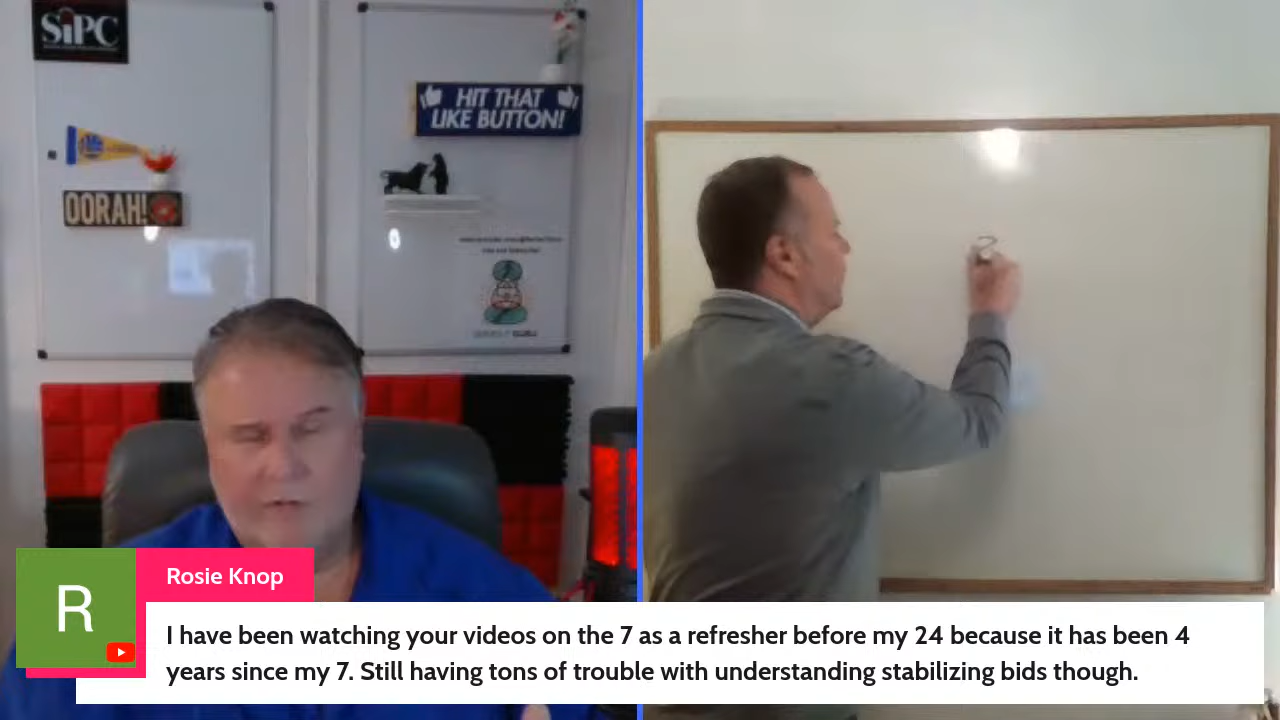 SiPC
HIT THAT
LIKE BUTTON!
OORAH!
GURU
2
R
Rosie Knop
I have been watching your videos on the 7 as a refresher before my 24 because it has been 4
years since my 7. Still having tons of trouble with understanding stabilizing bids though.